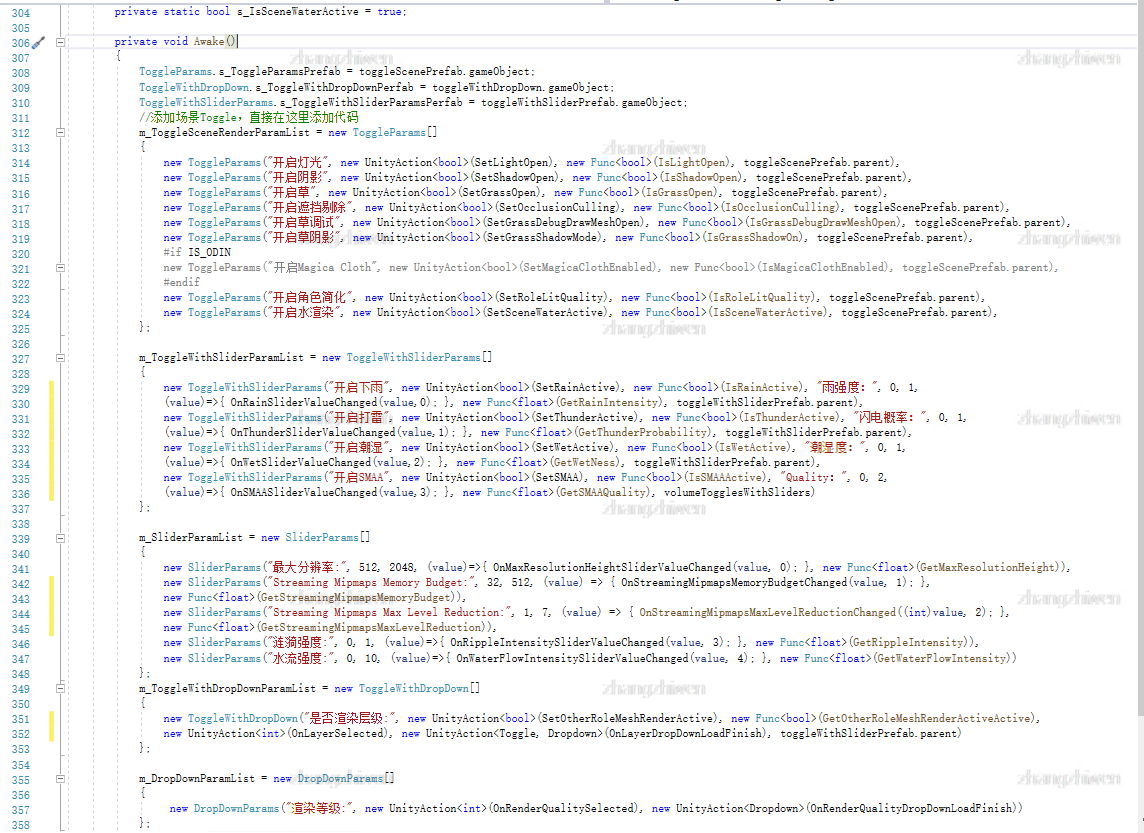 304 private static bool s_IsSceneWaterActive = true;
305
306 private void Awake()
307 {
308 ToggleParams.s_ToggleParamsPrefab = toggleScenePrefab.gameObject;
309 ToggleWithDropDown.s_ToggleWithDropDownPerfab = toggleWithDropDown.gameObject;
310 ToggleWithSliderParams.s_ToggleWithSliderParamsPerfab = toggleWithSliderPrefab.gameObject;
311 //添加场景Toggle，直接在这里添加代码
312 m_ToggleSceneRenderParamList = new ToggleParams[]
313 {
314 new ToggleParams("开启灯光", new UnityAction<bool>(SetLightOpen), new Func<bool>(IsLightOpen), toggleScenePrefab.parent),
315 new ToggleParams("开启阴影", new UnityAction<bool>(SetShadowOpen), new Func<bool>(IsShadowOpen), toggleScenePrefab.parent),
316 new ToggleParams("开启草", new UnityAction<bool>(SetGrassOpen), new Func<bool>(IsGrassOpen), toggleScenePrefab.parent),
317 new ToggleParams("开启遮挡剔除", new UnityAction<bool>(SetOcclusionCulling), new Func<bool>(IsOcclusionCulling), toggleScenePrefab.parent),
318 new ToggleParams("开启草调试", new UnityAction<bool>(SetGrassDebugDrawMeshOpen), new Func<bool>(IsGrassDebugDrawMeshOpen), toggleScenePrefab.parent),
319 new ToggleParams("开启草阴影", new UnityAction<bool>(SetGrassShadowMode), new Func<bool>(IsGrassShadowOn), toggleScenePrefab.parent),
320 #if IS_ODIN
321 new ToggleParams("开启Magica Cloth", new UnityAction<bool>(SetMagicaClothEnabled), new Func<bool>(IsMagicaClothEnabled), toggleScenePrefab.parent),
322 #endif
323 new ToggleParams("开启角色简化", new UnityAction<bool>(SetRoleLitQuality), new Func<bool>(IsRoleLitQuality), toggleScenePrefab.parent),
324 new ToggleParams("开启水渲染", new UnityAction<bool>(SetSceneWaterActive), new Func<bool>(IsSceneWaterActive), toggleScenePrefab.parent),
325 };
326
327 m_ToggleWithSliderParamList = new ToggleWithSliderParams[]
328 {
329 new ToggleWithSliderParams("开启下雨", new UnityAction<bool>(SetRainActive), new Func<bool>(IsRainActive), "雨强度：", 0, 1,
330 (value)=>{ OnRainSliderValueChanged(value,0); }, new Func<float>(GetRainIntensity), toggleWithSliderPrefab.parent),
331 new ToggleWithSliderParams("开启打雷", new UnityAction<bool>(SetThunderActive), new Func<bool>(IsThunderActive), "闪电概率：", 0, 1,
332 (value)=>{ OnThunderSliderValueChanged(value,1); }, new Func<float>(GetThunderProbability), toggleWithSliderPrefab.parent),
333 new ToggleWithSliderParams("开启潮湿", new UnityAction<bool>(SetWetActive), new Func<bool>(IsWetActive), "潮湿度：", 0, 1,
334 (value)=>{ OnWetSliderValueChanged(value,2); }, new Func<float>(GetWetNess), toggleWithSliderPrefab.parent),
335 new ToggleWithSliderParams("开启SMAA", new UnityAction<bool>(SetSMAA), new Func<bool>(IsSMAAActive), "Quality：", 0, 2,
336 (value)=>{ OnSMAASliderValueChanged(value,3); }, new Func<float>(GetSMAAQuality), volumeTogglesWithSliders)
337 };
338
339 m_SliderParamList = new SliderParams[]
340 {
341 new SliderParams("最大分辨率:", 512, 2048, (value)=>{ OnMaxResolutionHeightSliderValueChanged(value, 0); }, new Func<float>(GetMaxResolutionHeight)),
342 new SliderParams("Streaming Mipmaps Memory Budget:", 32, 512, (value) => { OnStreamingMipmapsMemoryBudgetChanged(value, 1); },
343 new Func<float>(GetStreamingMipmapsMemoryBudget)),
344 new SliderParams("Streaming Mipmaps Max Level Reduction:", 1, 7, (value) => { OnStreamingMipmapsMaxLevelReductionChanged((int)value, 2); },
345 new Func<float>(GetStreamingMipmapsMaxLevelReduction)),
346 new SliderParams("涟漪强度:", 0, 1, (value)=>{ OnRippleIntensitySliderValueChanged(value, 3); }, new Func<float>(GetRippleIntensity)),
347 new SliderParams("水流强度:", 0, 10, (value)=>{ OnWaterFlowIntensitySliderValueChanged(value, 4); }, new Func<float>(GetWaterFlowIntensity))
348 };
349 m_ToggleWithDropDownParamList = new ToggleWithDropDown[]
350 {
351 new ToggleWithDropDown("是否渲染层级:", new UnityAction<bool>(SetOtherRoleMeshRenderActive), new Func<bool>(GetOtherRoleMeshRenderActiveActive),
352 new UnityAction<int>(OnLayerSelected), new UnityAction<Toggle, Dropdown>(OnLayerDropDownLoadFinish), toggleWithSliderPrefab.parent)
353 };
354
355 m_DropDownParamList = new DropDownParams[]
356 {
357 new DropDownParams("渲染等级:", new UnityAction<int>(OnRenderQualitySelected), new UnityAction<Dropdown>(OnRenderQualityDropDownLoadFinish))
358 };